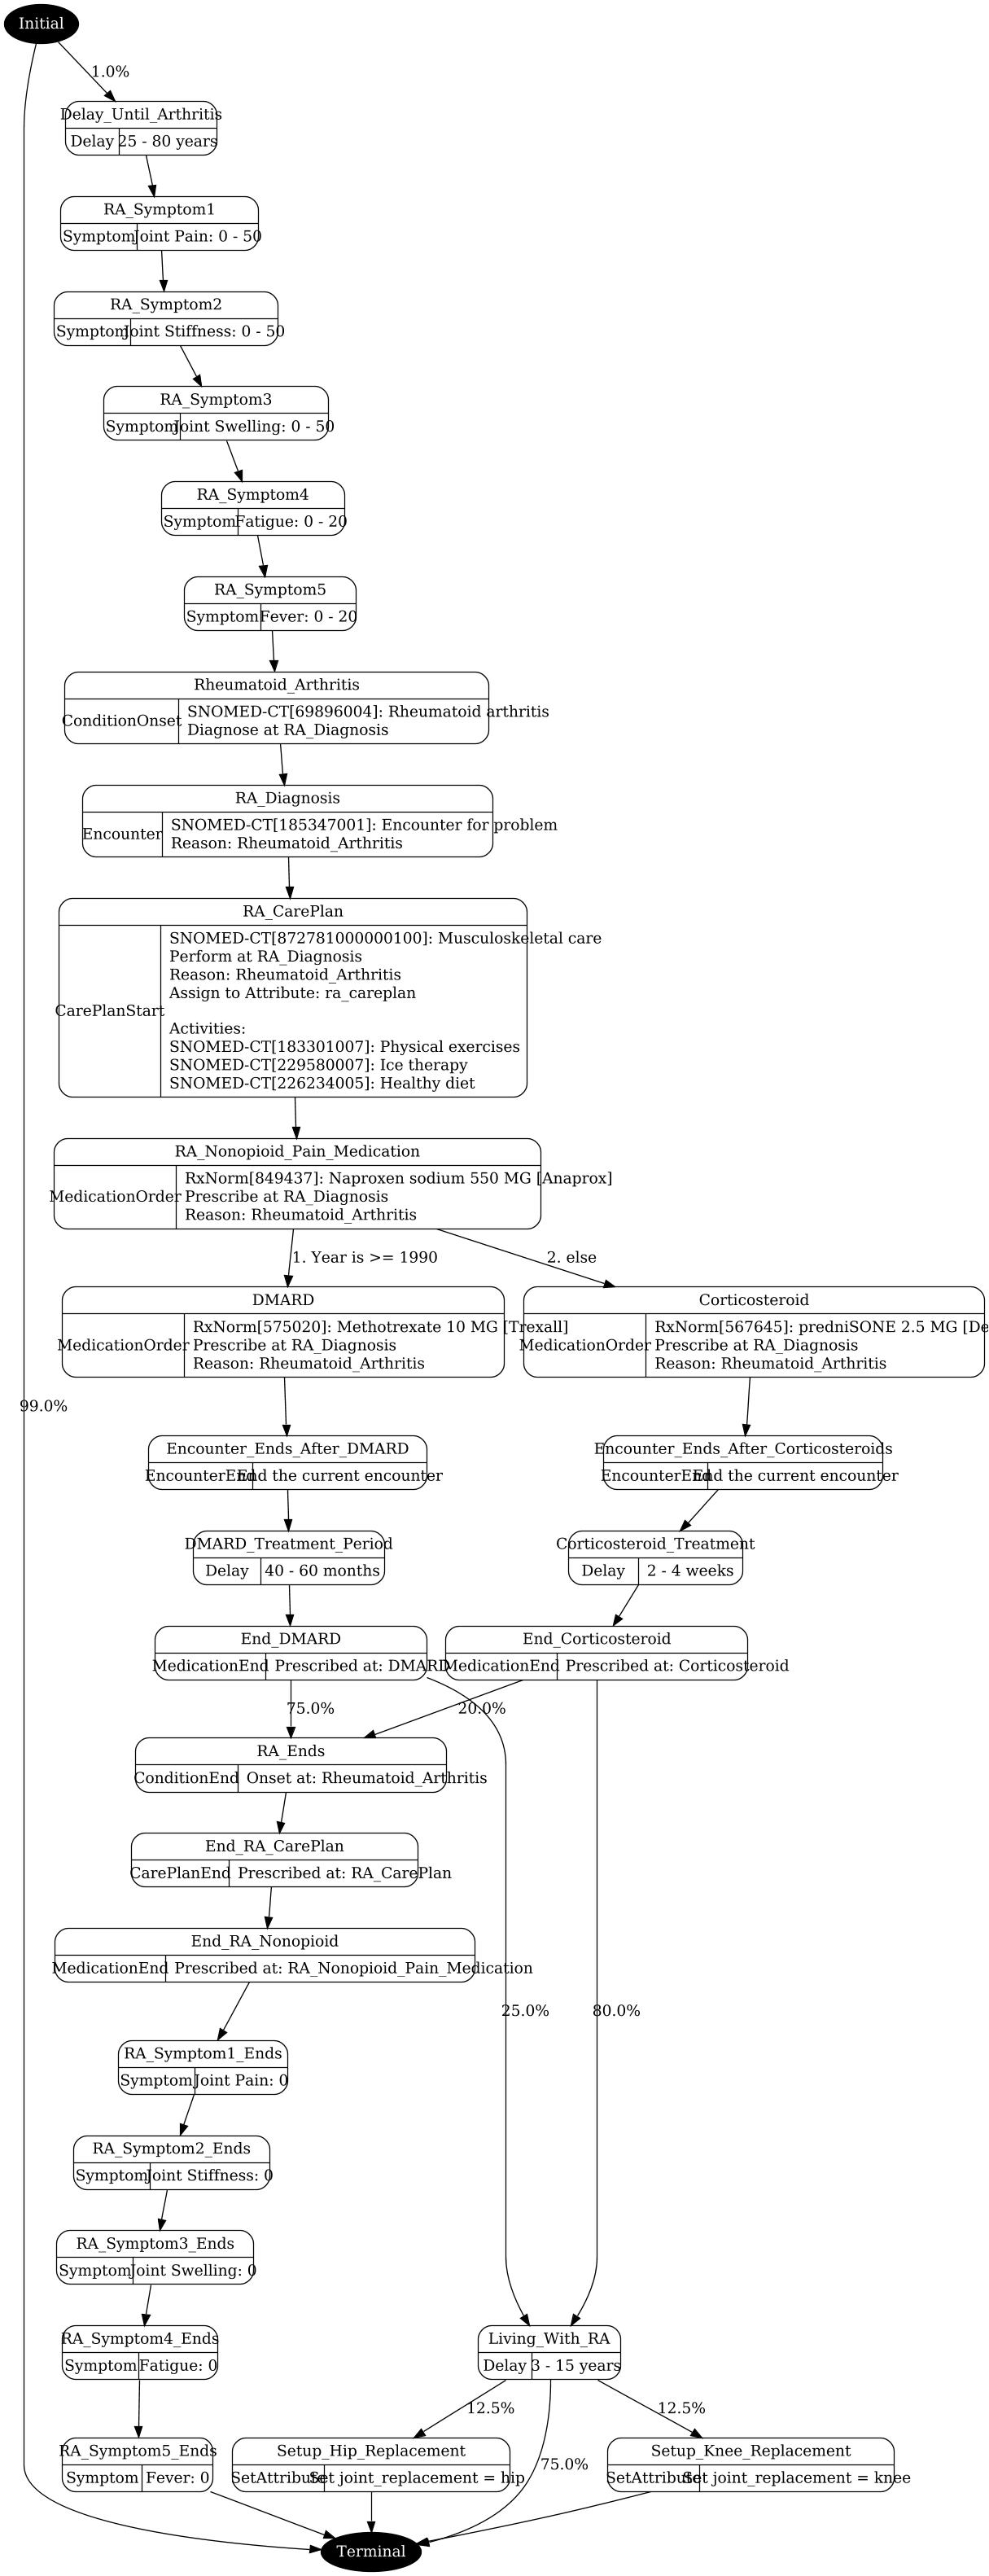 Initial
1.0%
Delay_Until_Arthritis
Delay 25 - 80 years
RA_Symptom1
Symptom Joint Pain: 0 - 50
RA_Symptom2
Symptom Joint Stiffness: 0 - 50
RA_Symptom3
Symptom Joint Swelling: 0 - 50
RA_Symptom4
Symptom Fatigue: 0 - 20
RA_Symptom5
Symptom Fever: 0 - 20
Rheumatoid_Arthritis
ConditionOnset
SNOMED-CT[69896004]: Rheumatoid arthritis
Diagnose at RA_Diagnosis
RA_Diagnosis
Encounter
SNOMED-CT[185347001]: Encounter for problem
Reason: Rheumatoid_Arthritis
RA_CarePlan
CarePlanStart
SNOMED-CT[872781000000100]: Musculoskeletal care
Perform at RA_Diagnosis
Reason: Rheumatoid_Arthritis
Assign to Attribute: ra_careplan
Activities:
SNOMED-CT[183301007]: Physical exercises
SNOMED-CT[229580007]: Ice therapy
SNOMED-CT[226234005]: Healthy diet
RA_Nonopioid_Pain_Medication
MedicationOrder
RxNorm[849437]: Naproxen sodium 550 MG [Anaprox]
Prescribe at RA_Diagnosis
Reason: Rheumatoid_Arthritis
1. Year is >= 1990
2. else
DMARD
MedicationOrder
RxNorm[575020]: Methotrexate 10 MG [Trexall]
Prescribe at RA_Diagnosis
Reason: Rheumatoid_Arthritis
Corticosteroid
MedicationOrder
RxNorm[567645]: predniSONE 2.5 MG [De
Prescribe at RA_Diagnosis
Reason: Rheumatoid_Arthritis
99.0%
Encounter_Ends_After_DMARD
EncounterEnd End the current encounter
Encounter_Ends_After_Corticosteroids
EncounterEnd End the current encounter
DMARD_Treatment_Period
Delay 40 - 60 months
Corticosteroid_Treatment
Delay 2 - 4 weeks
End_DMARD
MedicationEnd Prescribed at: DMARD
End_Corticosteroid
MedicationEnd Prescribed at: Corticosteroid
75.0%
20.0%
RA_Ends
ConditionEnd Onset at: Rheumatoid_Arthritis
End_RA_CarePlan
CarePlanEnd Prescribed at: RA_CarePlan
End_RA_Nonopioid
MedicationEnd Prescribed at: RA_Nonopioid_Pain_Medication
25.0%
80.0%
RA_Symptom1_Ends
Symptom Joint Pain: 0
RA_Symptom2_Ends
Symptom Joint Stiffness: 0
RA_Symptom3_Ends
Symptom Joint Swelling: 0
RA_Symptom4_Ends
Symptom Fatigue: 0
Living_With_RA
Delay 3 - 15 years
12.5%
12.5%
75.0%
RA_Symptom5_Ends
Symptom Fever: 0
Setup_Hip_Replacement
SetAttribute Set joint_replacement = hip
Setup_Knee_Replacement
SetAttribute Set joint_replacement = knee
Terminal